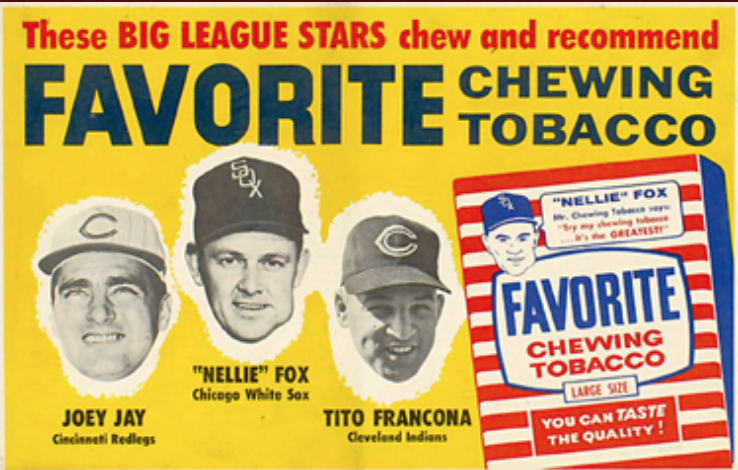 These BIG LEAGUE STARS chew and recommend
FAVORITE CHEWING
TOBACCO
C
SOX
C
JOEY JAY
Cincinneti Redlegs
"NELLIE" FOX
Chicago White Sox
TITO FRANCONA
Cleveland Indians
"NELLIE" FOX
Mr. Chewing Tobacco says:
"Try my chewing tobacco
...it's the GREATEST!"
FAVORITE
CHEWING
TOBACCO
LARGE SIZE
YOU CAN TASTE
THE QUALITY!